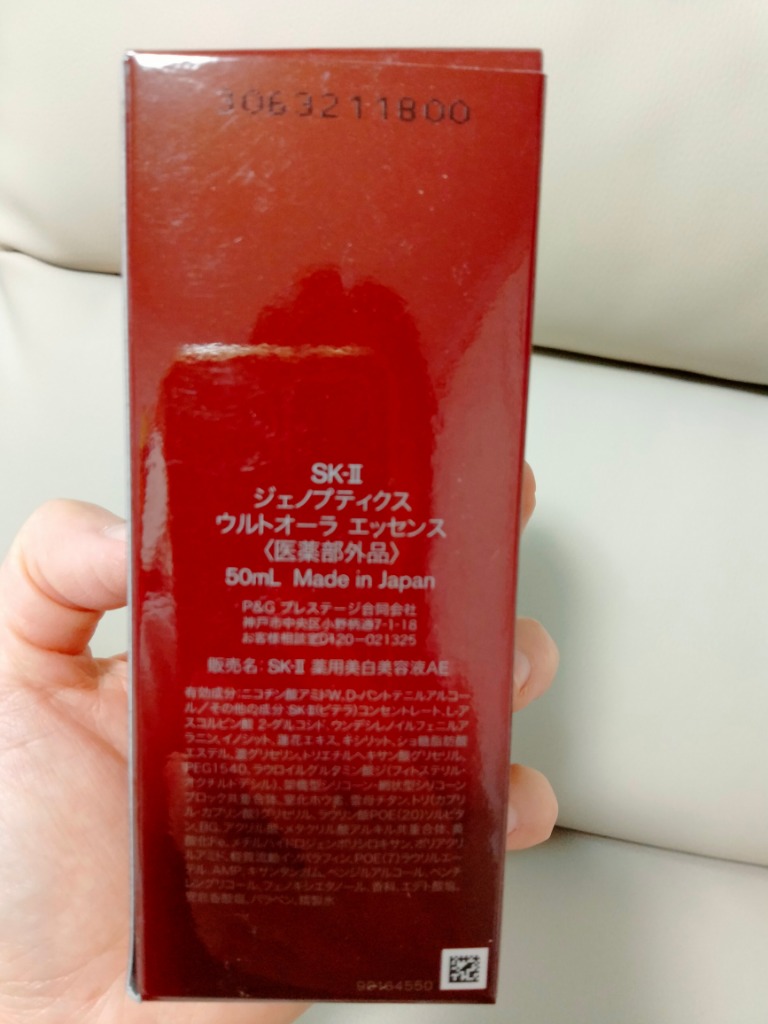 3063211800
SK-II
ジェノプティクス
ウルトオーラ エッセンス
〈医薬部外品〉
50mL Made in Japan
P&G プレステージ合同会社
神戸市中央区小野柄通7-1-18
お客様相談室0120-021325
販売名:SK-II 薬用美白美容液AE
有効成分:ニコチン酸アミドW、D-パントテニルアルコー
ル/その他の成分:SK-II(ピテラ)コンセントレート、L-ア
スコルビン酸 2-グルコシド、ウンデシレノイルフェニルア
ラニン、イノシット、蓮花エキス、キシリット、ショ糖脂肪酸
エステル、濃グリセリン、トリエチルヘキサン酸グリセリル、
PEG1540、ラウロイルグルタミン酸ジ(フィトステリル・
オクチルドデシル)、架橋型シリコーン・網状型シリコーン
ブロック共重合体、窒化ホウ素、雲母チタン、トリ(カプリ
ル・カプリン酸)グリセリル、ラウリン酸POE(20)ソルビタ
ン、BG、アクリル酸・メタクリル酸アルキル共重合体、黄
酸化Fe、メチルハイドロジェンポリシロキサン、ポリアクリ
ルアミド、軽質流動イソパラフィン、POE(7)ラウリルエー
テル、AMP、キサンタンガム、ベンジルアルコール、ペンチ
レングリコール、フェノキシエタノール、香料、エデト酸塩、
安息香酸塩、パラベン、精製水
92164550